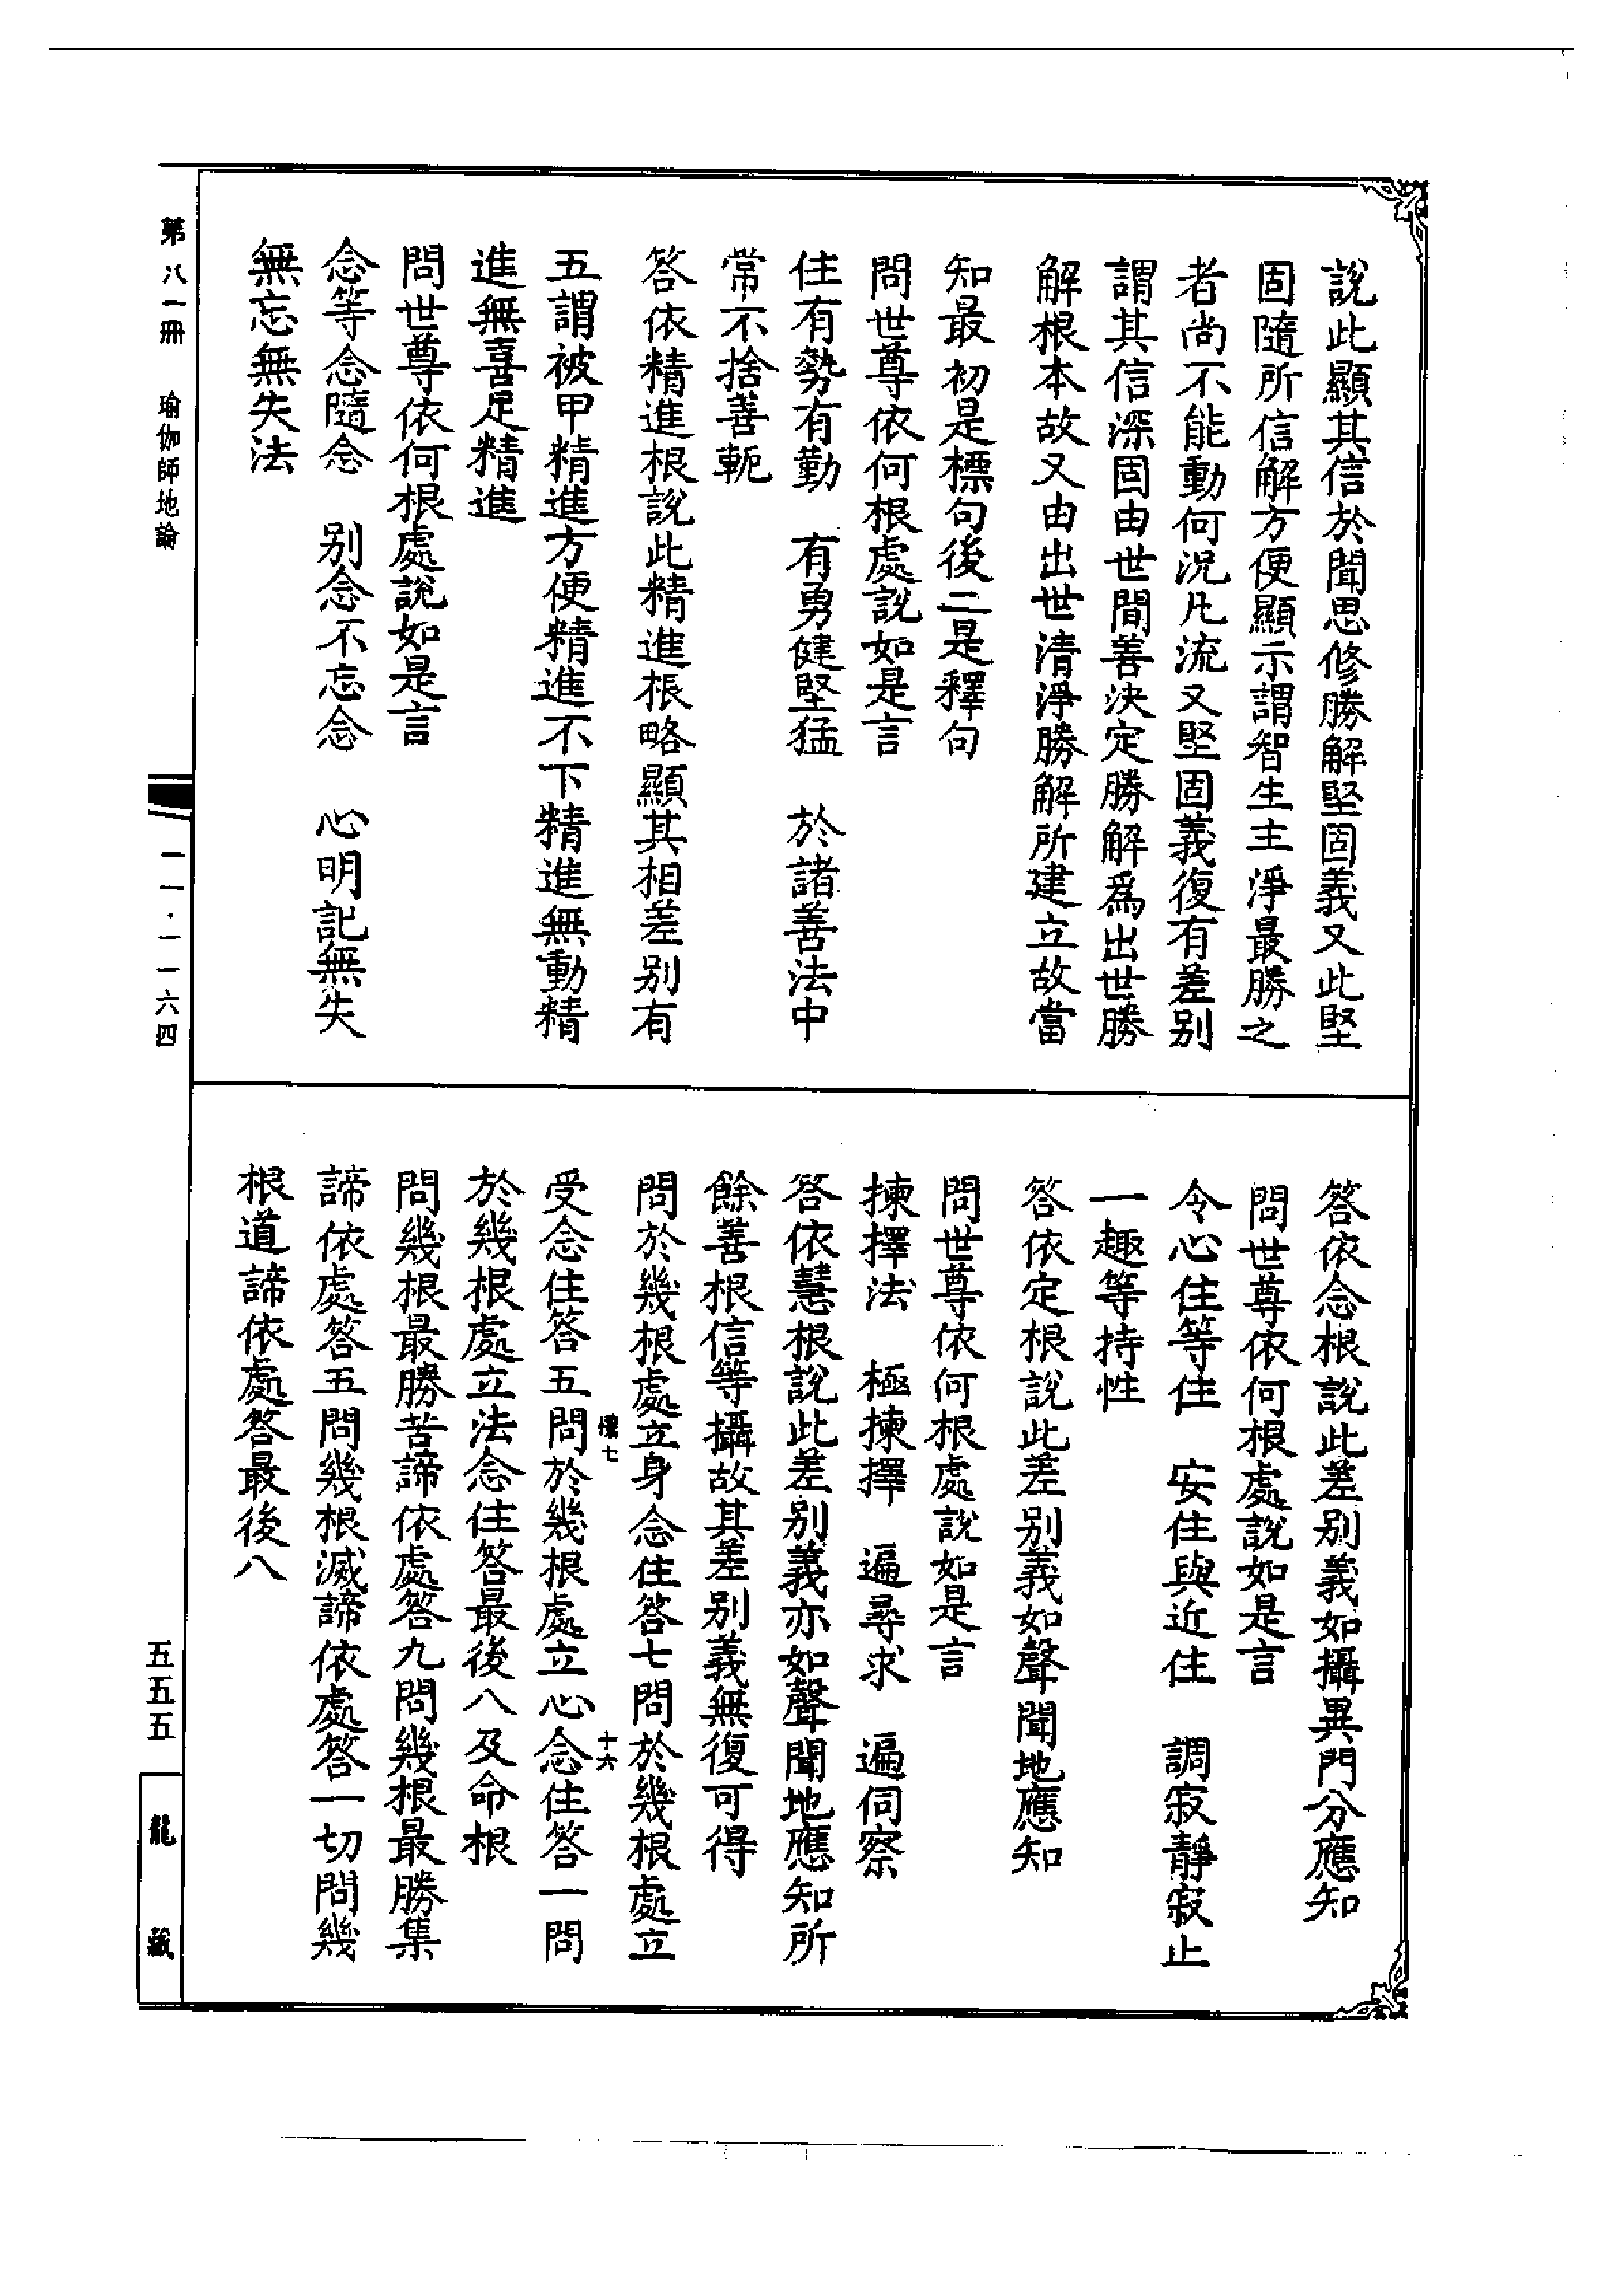 說此顯其信於聞思修勝解堅固義又此堅
固隨所信解方便顯示謂智生主淨最勝之
者尚不能動何況凡流又堅固義復有差別
謂其信深固由世間善決定勝解為出世勝
解根本故又由出世清淨勝解所建立故當
知最初是標句後二是釋句
問世尊依何根處說如是言
住有勢有勤　有勇健堅猛　於諸善法中
常不捨善軛
答依精進根說此精進根略顯其相差別有
五謂被甲精進方便精進不下精進無動精
進無喜足精進
問世尊依何根處說如是言
念等念隨念　別念不忘念　心明記無失
無忘無失法
答依念根說此差別義如攝異門分應知
問世尊依何根處說如是言
令心住等住　安住與近住　調寂靜寂止
一趣等持性
答依定根說此差別義如聲聞地應知
問世尊依何根處說如是言
揀擇法　極揀擇　遍尋求　遍伺察
答依慧根說此差別義亦如聲聞地應知所
餘善根信等攝故其差別義無復可得
問於幾根處立身念住答七問於幾根處立
受念住答五問於幾根處立心念住答一問
於幾根處立法念住答最後八及命根
問幾根最勝苦諦依處答九問幾根最勝集
諦依處答五問幾根滅諦依處答一切問幾
根道諦依處答最後八
十六
第八一冊　瑜伽師地論
一一·一一六四
五五五
龍藏